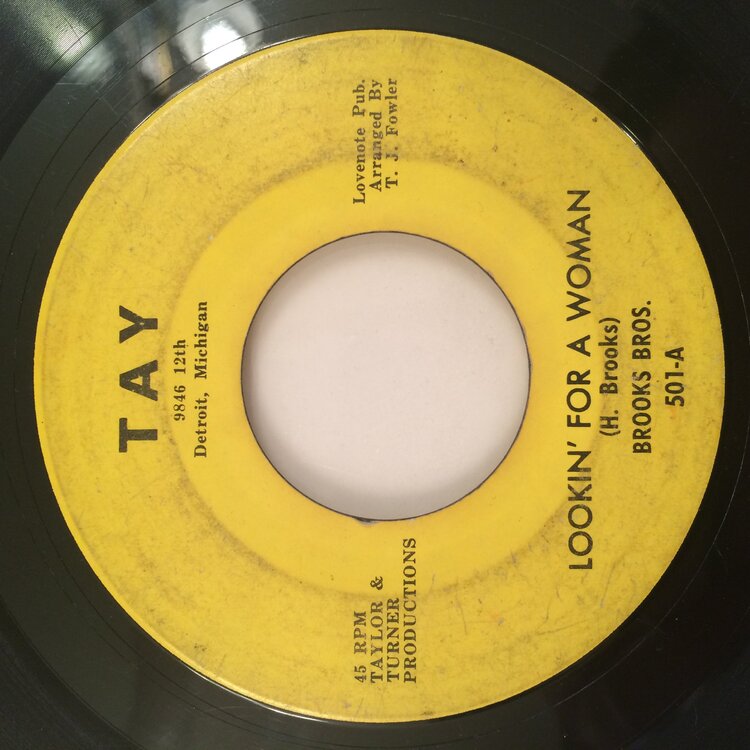 TAY
9846 12th
Detroit, Michigan
45 RPM
TAYLOR &
TURNER
PRODUCTIONS
Lovenote Pub.
Arranged By
T. J. Fowler
LOOKIN' FOR A WOMAN
(H. Brooks)
BROOKS BROS.
501-A